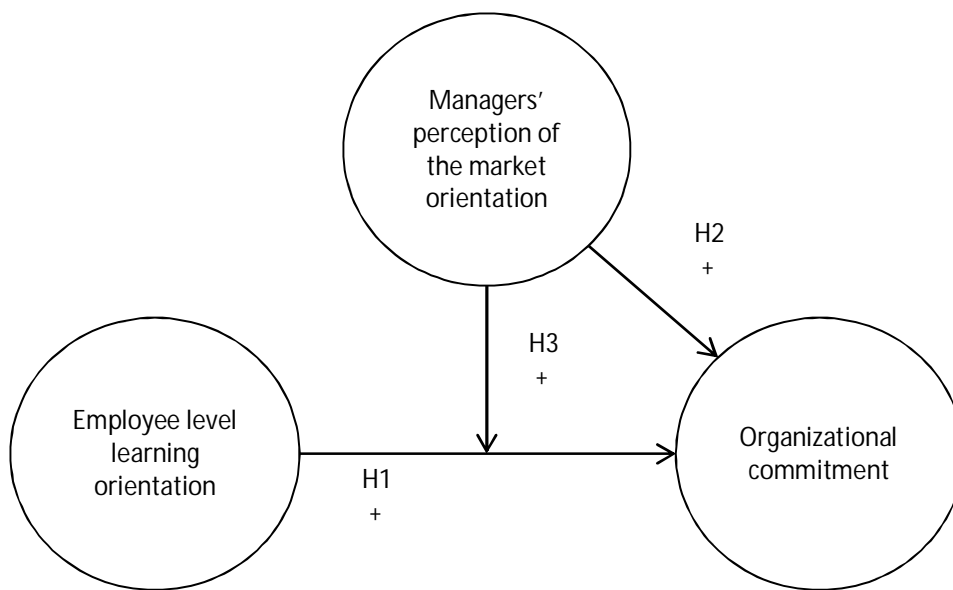 Managers’
perception of
the market
orientation
H2
+
H3
+
Employee level
learning
orientation
H1
+
Organizational
commitment